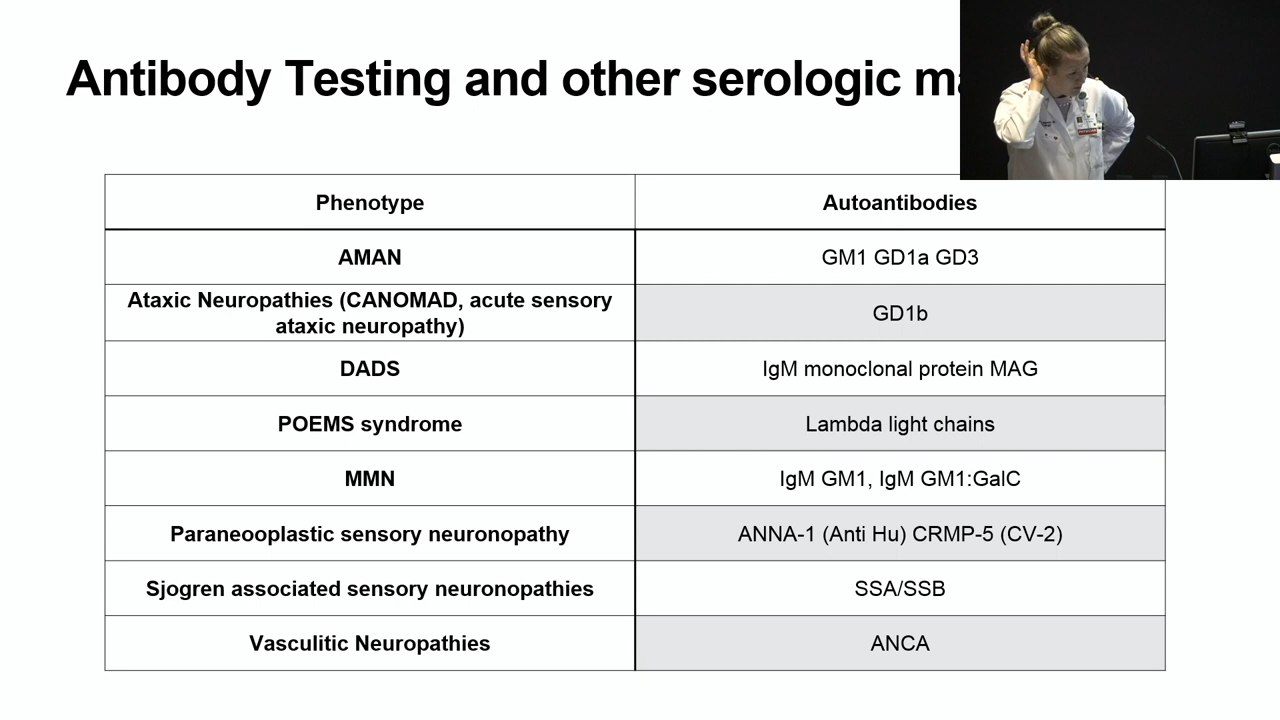 Antibody Testing and other serologic
Phenotype
Autoantibodies
AMAN
GM1 GD1a GD3
Ataxic Neuropathies (CANOMAD, acute sensory
ataxic neuropathy)
GD1b
DADS
IgM monoclonal protein MAG
POEMS syndrome
Lambda light chains
MMN
IgM GM1, IgM GM1:GalC
Paraneooplastic sensory neuronopathy
ANNA-1 (Anti Hu) CRMP-5 (CV-2)
Sjogren associated sensory neuronopathies
SSA/SSB
Vasculitic Neuropathies
ANCA